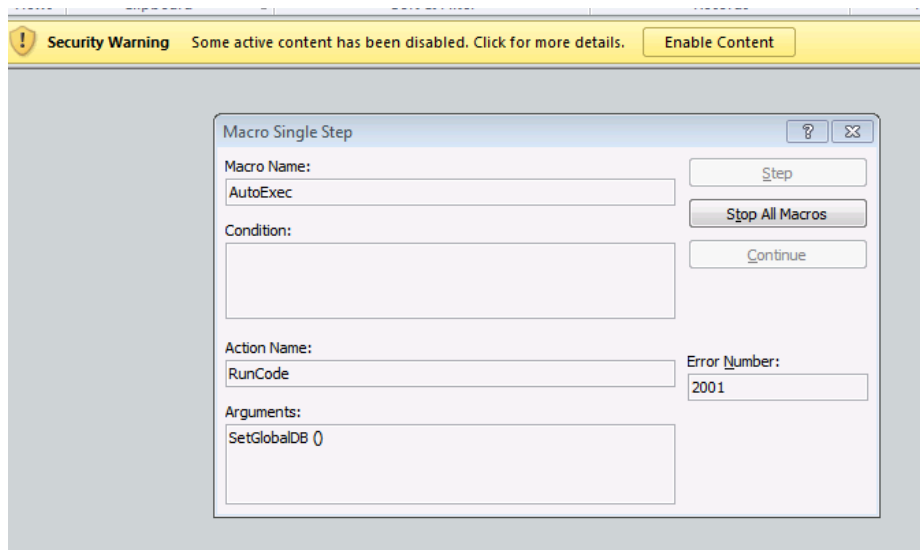 Security Warning Some active content has been disabled. Click for more details. Enable Content
Macro Single Step
Macro Name:
AutoExec
Step
Stop All Macros
Condition:
Continue
Action Name:
RunCode
Error Number:
2001
Arguments:
SetGlobalDB ()